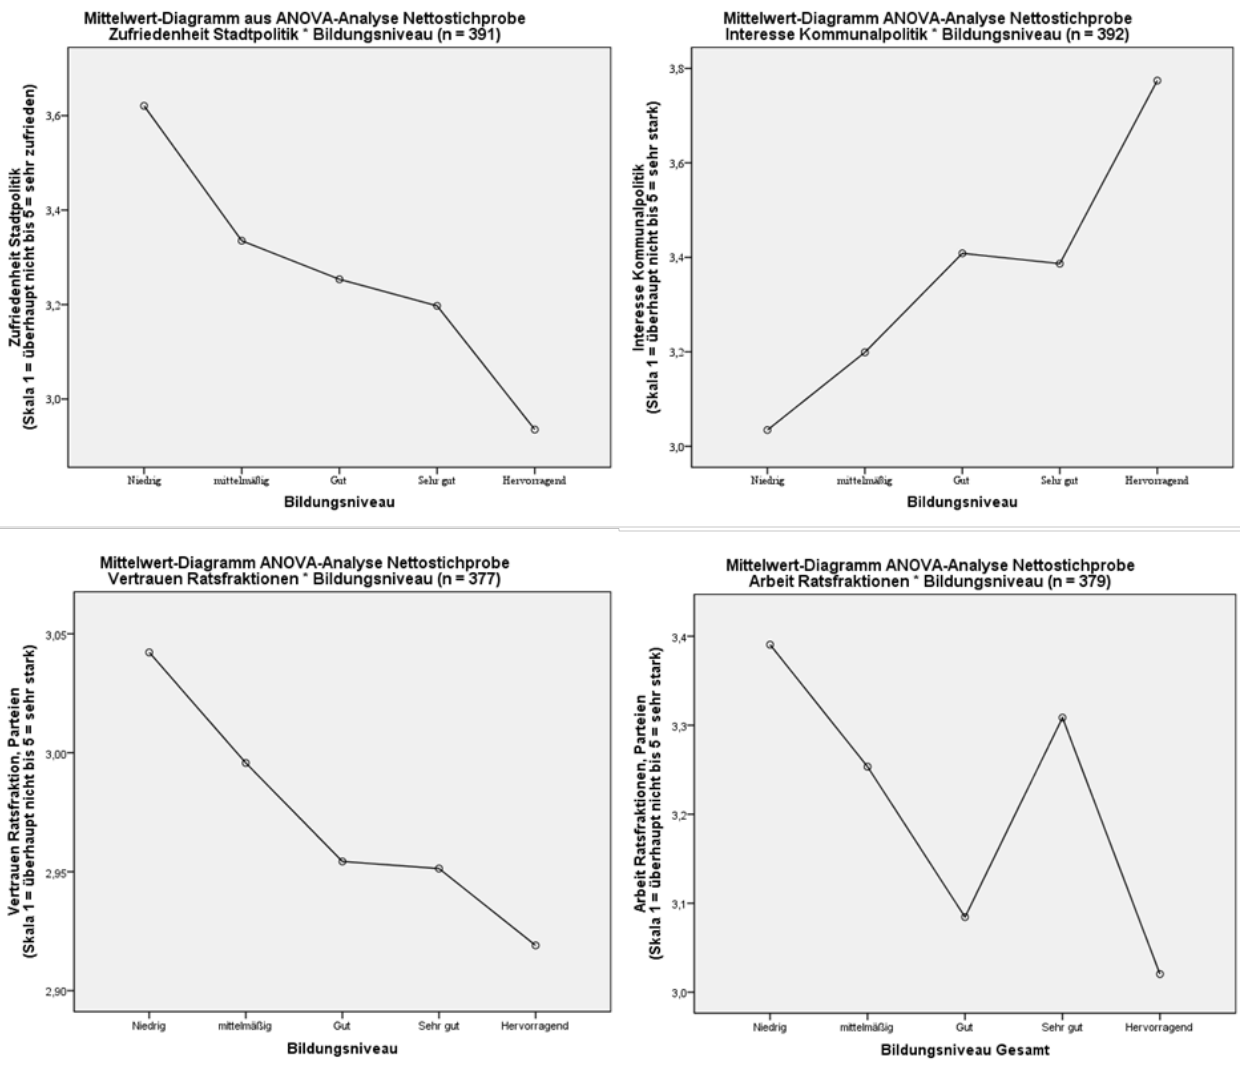 Mittelwert-Diagramm aus ANOVA-Analyse Nettostichprobe
Zufriedenheit Stadtpolitik * Bildungsniveau (n = 391)
Zufriedenheit Stadtpolitik
(Skala 1 = überhaupt nicht bis 5 = sehr zufrieden)
3,6
3,4
3,2
3,0
Niedrig mittelmäßig Gut Sehr gut Hervorragend
Bildungsniveau
Mittelwert-Diagramm ANOVA-Analyse Nettostichprobe
Interesse Kommunalpolitik * Bildungsniveau (n = 392)
Interesse Kommunalpolitik
(Skala 1 = überhaupt nicht bis 5 = sehr stark)
3,8
3,6
3,4
3,2
3,0
Niedrig mittelmäßig Gut Sehr gut Hervorragend
Bildungsniveau
Mittelwert-Diagramm ANOVA-Analyse Nettostichprobe
Vertrauen Ratsfraktionen * Bildungsniveau (n = 377)
Vertrauen Ratsfraktion, Parteien
(Skala 1 = überhaupt nicht bis 5 = sehr stark)
3,05
3,00
2,95
2,90
Niedrig mittelmäßig Gut Sehr gut Hervorragend
Bildungsniveau
Mittelwert-Diagramm ANOVA-Analyse Nettostichprobe
Arbeit Ratsfraktionen * Bildungsniveau (n = 379)
Arbeit Ratsfraktionen, Parteien
(Skala 1 = überhaupt nicht bis 5 = sehr stark)
3,4
3,3
3,2
3,1
3,0
Niedrig mittelmäßig Gut Sehr gut Hervorragend
Bildungsniveau Gesamt